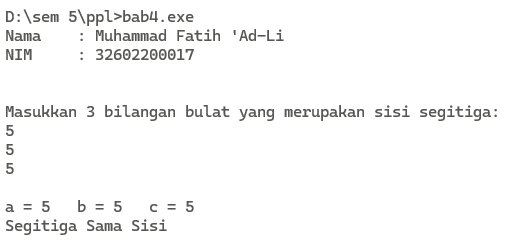 D:\sem 5\ppl>bab4.exe
Nama    : Muhammad Fatih 'Ad-Li
NIM     : 32602200017
Masukkan 3 bilangan bulat yang merupakan sisi segitiga:
5
5
5
a = 5   b = 5   c = 5
Segitiga Sama Sisi